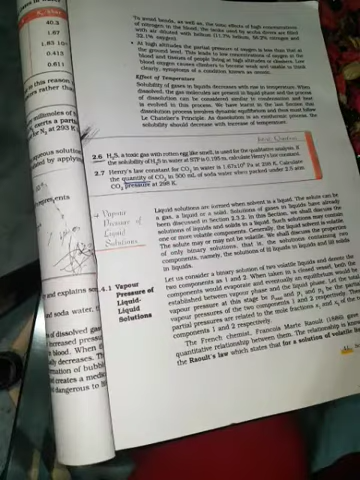 40.3
1.67
0.413
0.611
this reason
rather tha
To avoid bends, as well as, the toxic effects of high concentrations
of nitrogen in the blood, the tanks used by scuba divers are filled
with air diluted with helium (11.7% helium, 56.2% nitrogen and
32.1% oxygen).
• At high altitudes the partial pressure of oxygen is less than that at
the ground level. This leads to low concentrations of oxygen in the
blood and tissues of people living at high altitudes or climbers. Low
blood oxygen causes climbers to become weak and unable to think
clearly, symptoms of a condition known as anoxia.
Effect of Temperature
Solubility of gases in liquids decreases with rise in temperature. When
dissolved, the gas molecules are present in liquid phase and the process
of dissolution can be considered similar to condensation and heat
is evolved in this process. We have learnt in the last Section that
dissolution process involves dynamic equilibrium and thus must follow
Le Chatelier's Principle. As dissolution is an exothermic process, the
solubility should decrease with increase of temperature.
2.6 H₂S, a toxic gas with rotten egg like smell, is used for the qualitative analysis. If
the solubility of H₂S in water at STP is 0.195 m, calculate Henry's law constant.
2.7 Henry's law constant for CO₂ in water is 1.67x10⁸ Pa at 298 K. Calculate
the quantity of CO₂ in 500 mL of soda water when packed under 2.5 atm
CO₂ pressure at 298 K.
Vapour
Pressure of
Liquid
Solutions
Liquid solutions are formed when solvent is a liquid. The solute can be
a gas, a liquid or a solid. Solutions of gases in liquids have already
been discussed in Section 2.3.2. In this Section, we shall discuss the
solutions of liquids and solids in a liquid. Such solutions may contain
one or more volatile components. Generally, the liquid solvent is volatile.
The solute may or may not be volatile. We shall discuss the properties
of only binary solutions, that is, the solutions containing two
components, namely, the solutions of (i) liquids in liquids and (ii) solids
in liquids.
.4.1 Vapour
Pressure of
Liquid-
Liquid
Solutions
Let us consider a binary solution of two volatile liquids and denote the
two components as 1 and 2. When taken in a closed vessel, both the
components would evaporate and eventually an equilibrium would be
established between vapour phase and the liquid phase. Let the total
vapour pressure at this stage be p_total and p₁ and p₂ be the partial
vapour pressures of the two components 1 and 2 respectively. These
partial pressures are related to the mole fractions x₁ and x₂ of the two
components 1 and 2 respectively.
The French chemist, Francois Marte Raoult (1886) gave the
quantitative relationship between them. The relationship is known as
the Raoult's law which states that for a solution of volatile
and explains
nd soda water,
of dissolved gas
increased press
blood. When
decreases. Th
mation of bubbl
creates a medic
dangerous to li